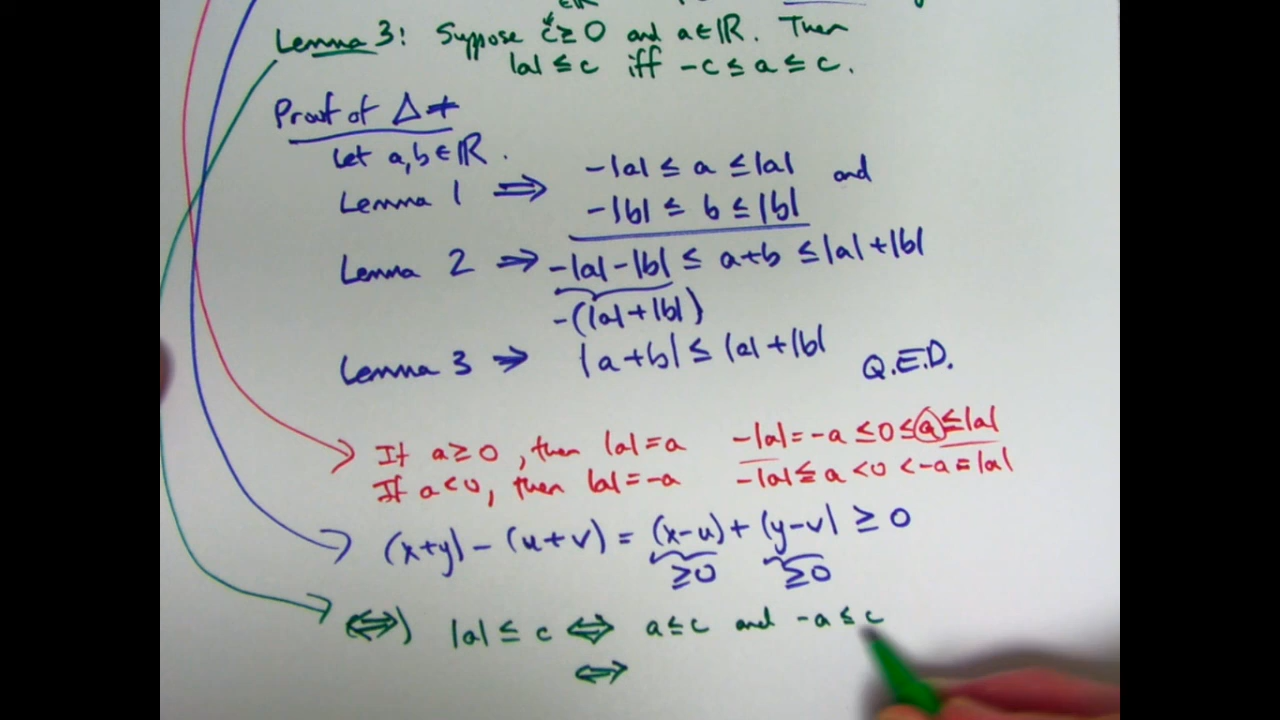 Lemma 3: Suppose c ≥ 0 and a ∈ ℝ. Then
|a| ≤ c iff -c ≤ a ≤ c.
Proof of Δ≠
Let a, b ∈ ℝ.
Lemma 1 ⇒ -|a| ≤ a ≤ |a| and
-|b| ≤ b ≤ |b|
Lemma 2 ⇒ -|a| - |b| ≤ a+b ≤ |a| + |b|
-(|a| + |b|)
Lemma 3 ⇒ |a+b| ≤ |a| + |b| Q.E.D.
If a ≥ 0, then |a| = a -|a| = -a ≤ 0 ≤ a ≤ |a|
If a < 0, then |a| = -a -|a| ≤ a < 0 < -a = |a|
(x+y) - (u+v) = (x-u) + (y-v) ≥ 0
≥0 ≥0
(⇔) |a| ≤ c ⇔ a ≤ c and -a ≤ c
⇔